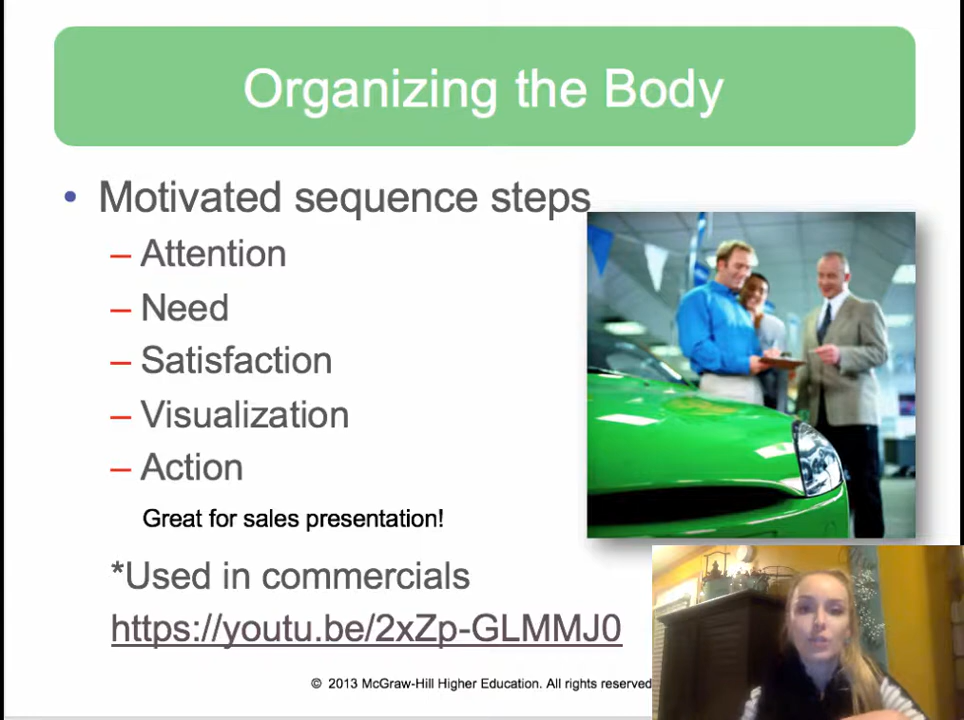 Organizing the Body
• Motivated sequence steps
– Attention
– Need
– Satisfaction
– Visualization
– Action
Great for sales presentation!
*Used in commercials
https://youtu.be/2xZp-GLMMJ0
© 2013 McGraw-Hill Higher Education. All rights reserved